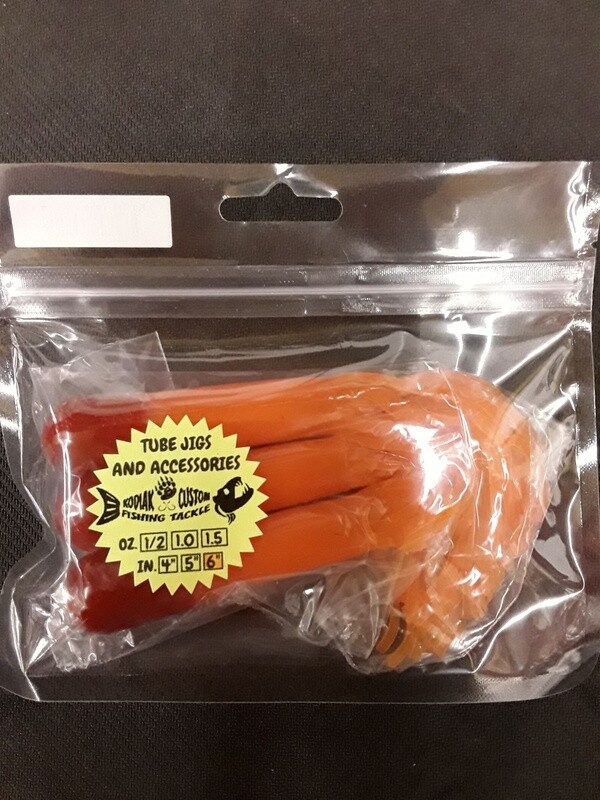 TUBE JIGS
AND ACCESSORIES
KODIAK CUSTOM
FISHING TACKLE
OZ. 1/2 1.0 1.5
IN. 4" 5" 6"